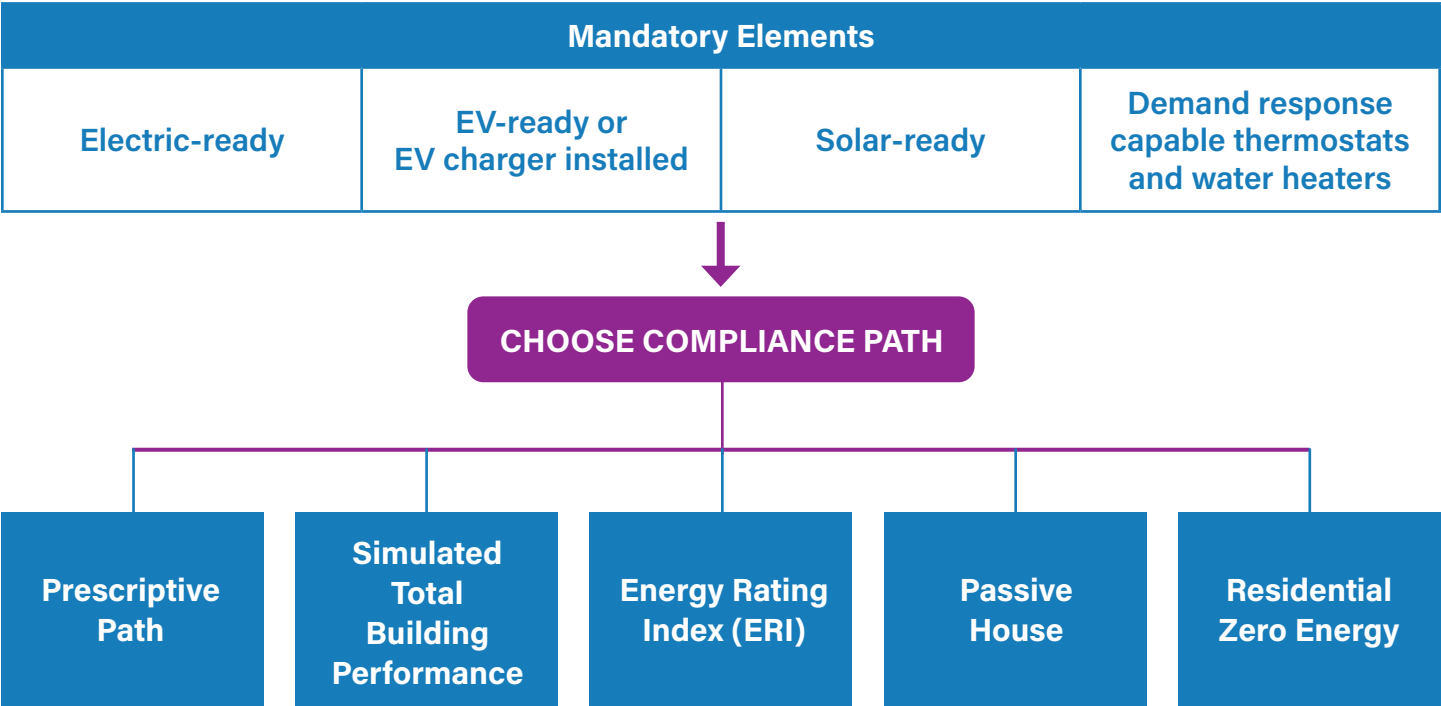 Mandatory Elements
Electric-ready
EV-ready or
EV charger installed
Solar-ready
Demand response
capable thermostats
and water heaters
CHOOSE COMPLIANCE PATH
Prescriptive
Path
Simulated
Total
Building
Performance
Energy Rating
Index (ERI)
Passive
House
Residential
Zero Energy